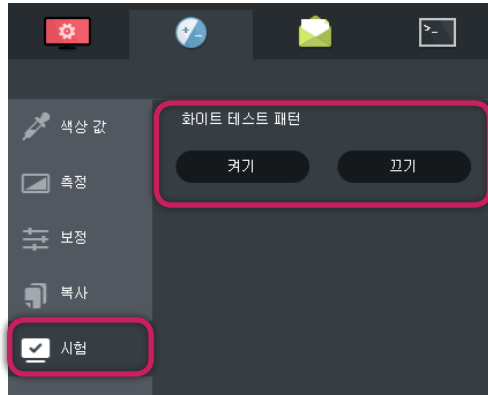 색상 값
화이트 테스트 패턴
켜기 끄기
측정
보정
복사
시험